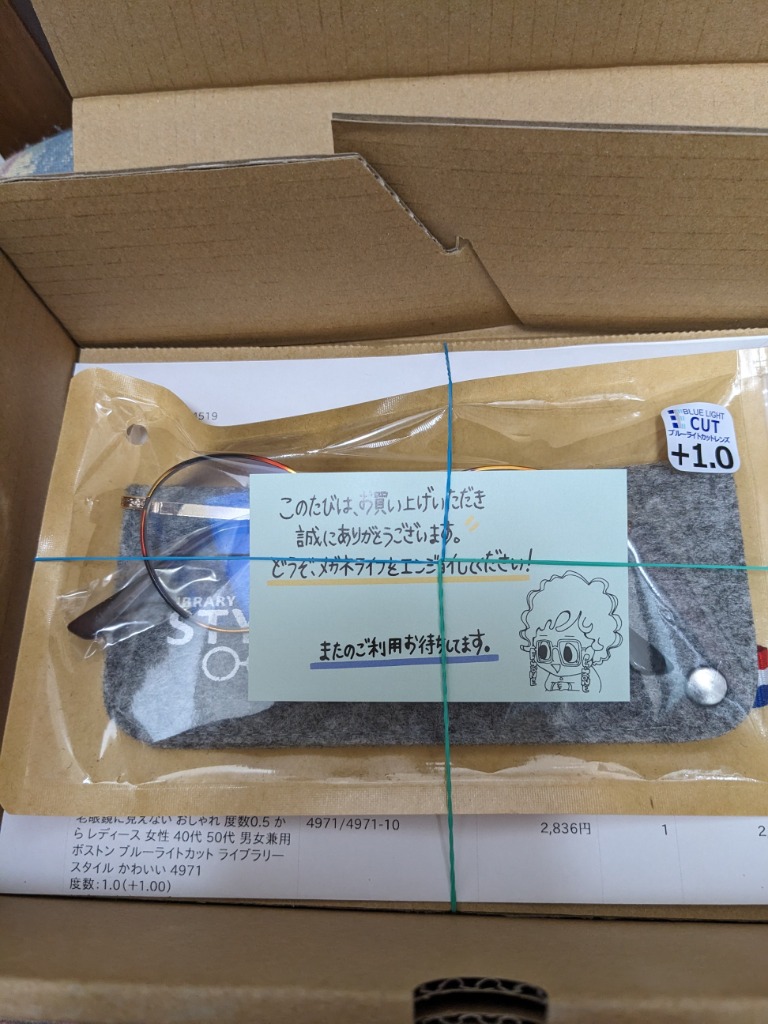 4519
BLUE LIGHT
CUT
ブルーライトカットレンズ
+1.0
このたびは、お買い上げいただき
誠にありがとうございます。
どうぞ、メガネライフをエンジョイしてください!
またのご利用お待ちしてます。
LIBRARY
老眼鏡に見えない おしゃれ 度数0.5 か
ら レディース 女性 40代 50代 男女兼用
ボストン ブルーライトカット ライブラリー
スタイル かわいい 4971
度数:1.0(+1.00)
4971/4971-10
2,836円
1